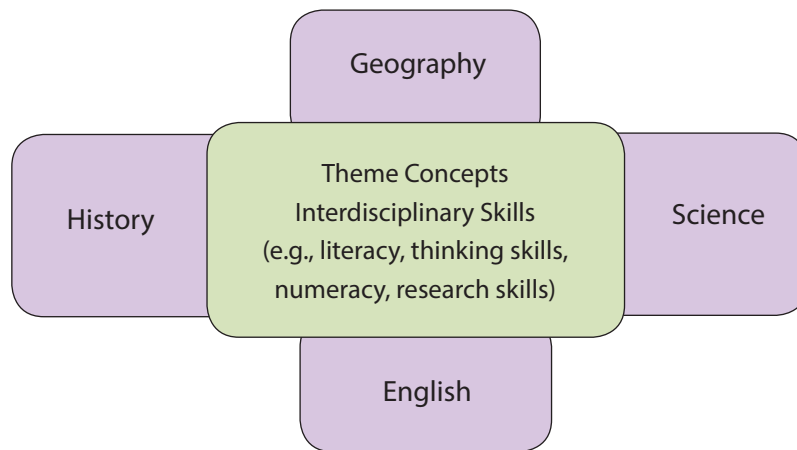 Geography
History
Theme Concepts
Interdisciplinary Skills
(e.g., literacy, thinking skills,
numeracy, research skills)
Science
English